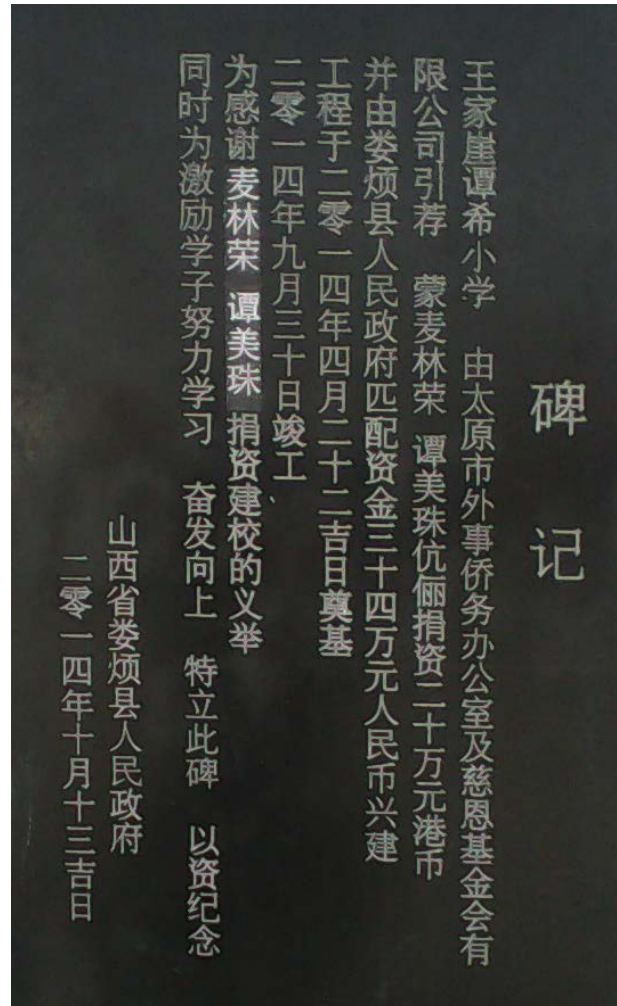 碑记
王家崖谭希小学 由太原市外事侨务办公室及慈恩基金会有
限公司引荐 蒙麦林荣 谭美珠伉俪捐资二十万元港币
并由娄烦县人民政府匹配资金三十四万元人民币兴建
工程于二零一四年四月二十二吉日奠基
二零一四年九月三十日竣工
为感谢麦林荣 谭美珠 捐资建校的义举
同时为激励学子努力学习 奋发向上 特立此碑 以资纪念
山西省娄烦县人民政府
二零一四年十月十三吉日